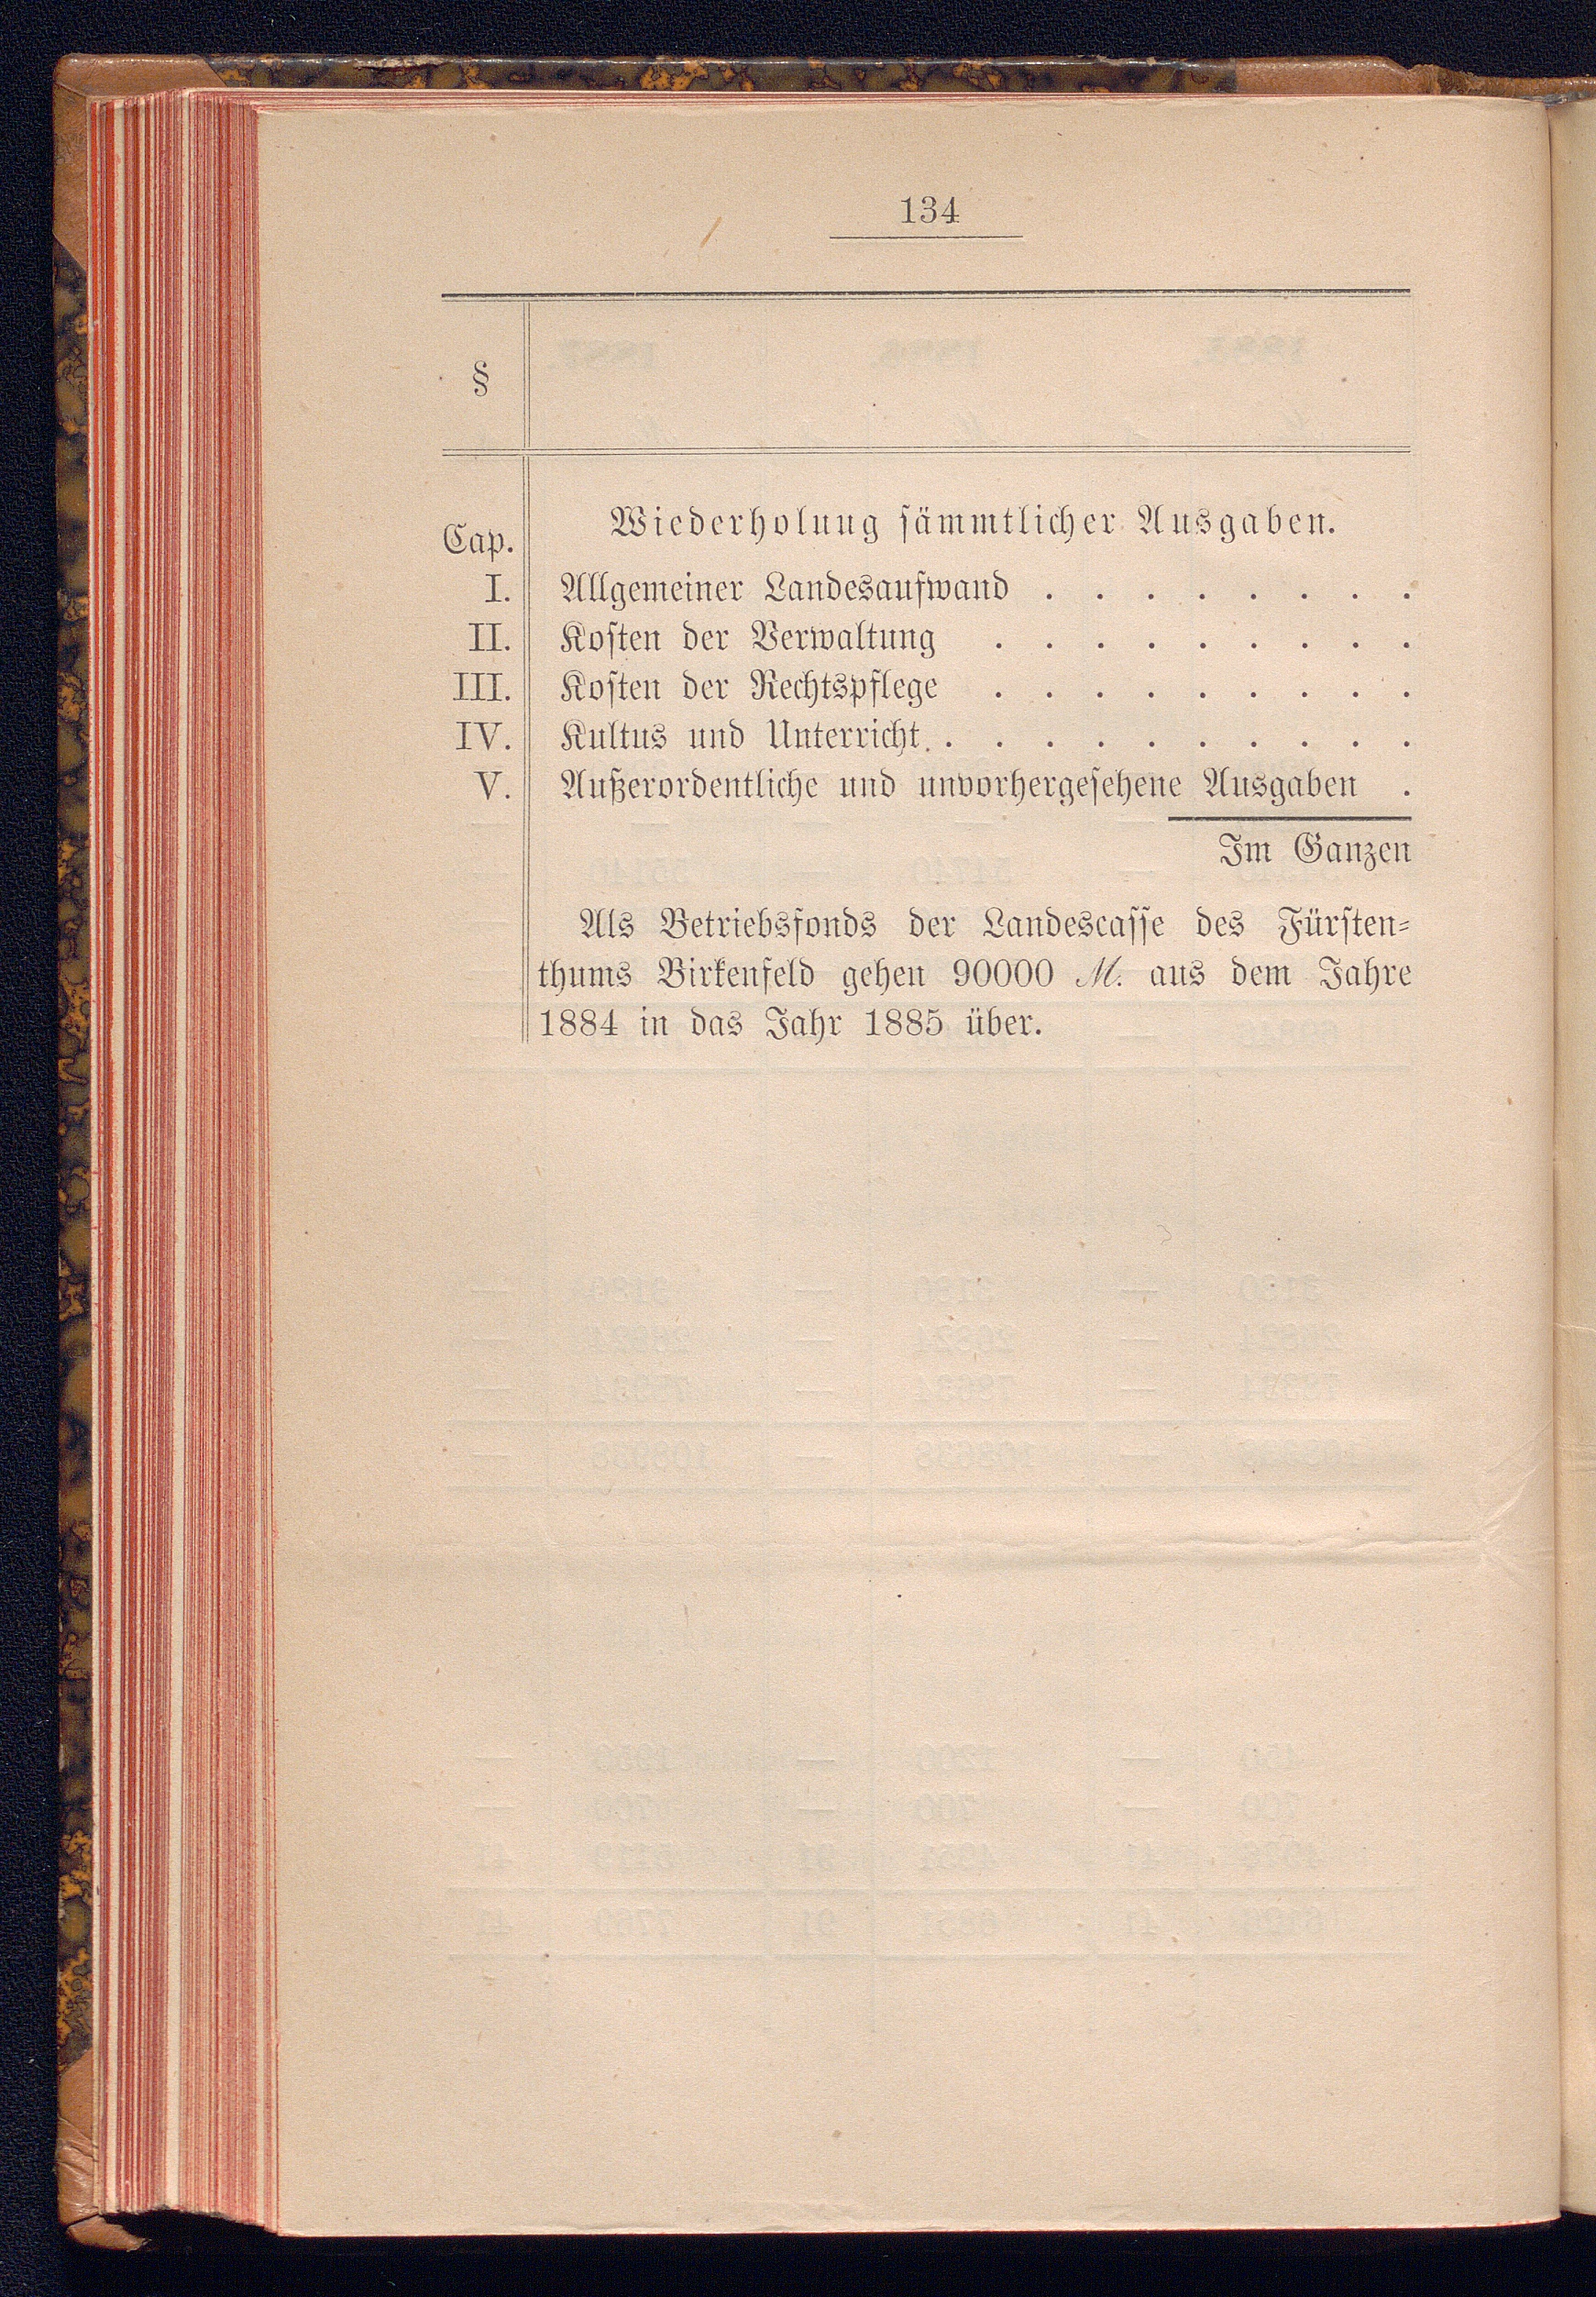 134
§
Wiederholung sämmtlicher Ausgaben.
Cap.
I. Allgemeiner Landesaufwand . . . . . . . .
II. Kosten der Verwaltung . . . . . . . . .
III. Kosten der Rechtspflege . . . . . . . . .
IV. Kultus und Unterricht. . . . . . . . . . .
V. Außerordentliche und unvorhergesehene Ausgaben .
Im Ganzen
Als Betriebsfonds der Landescasse des Fürsten-
thums Birkenfeld gehen 90000 M. aus dem Jahre
1884 in das Jahr 1885 über.